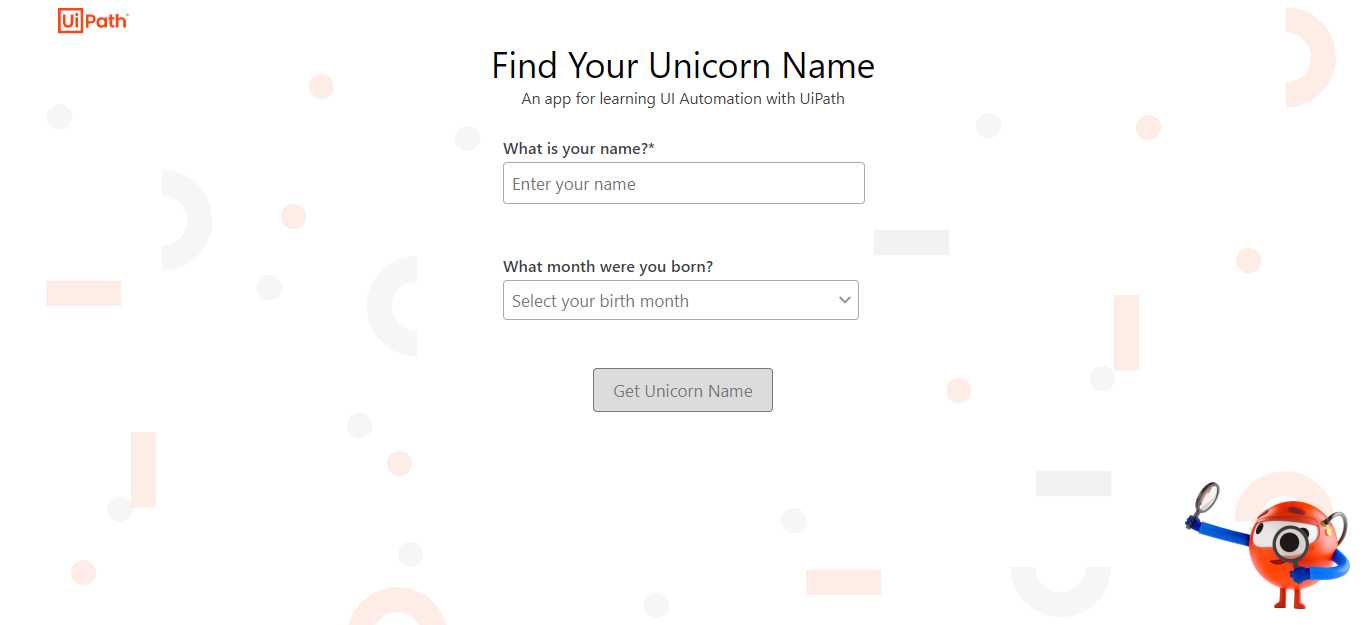 UiPath
Find Your Unicorn Name
An app for learning UI Automation with UiPath
What is your name?*
Enter your name
What month were you born?
Select your birth month
Get Unicorn Name